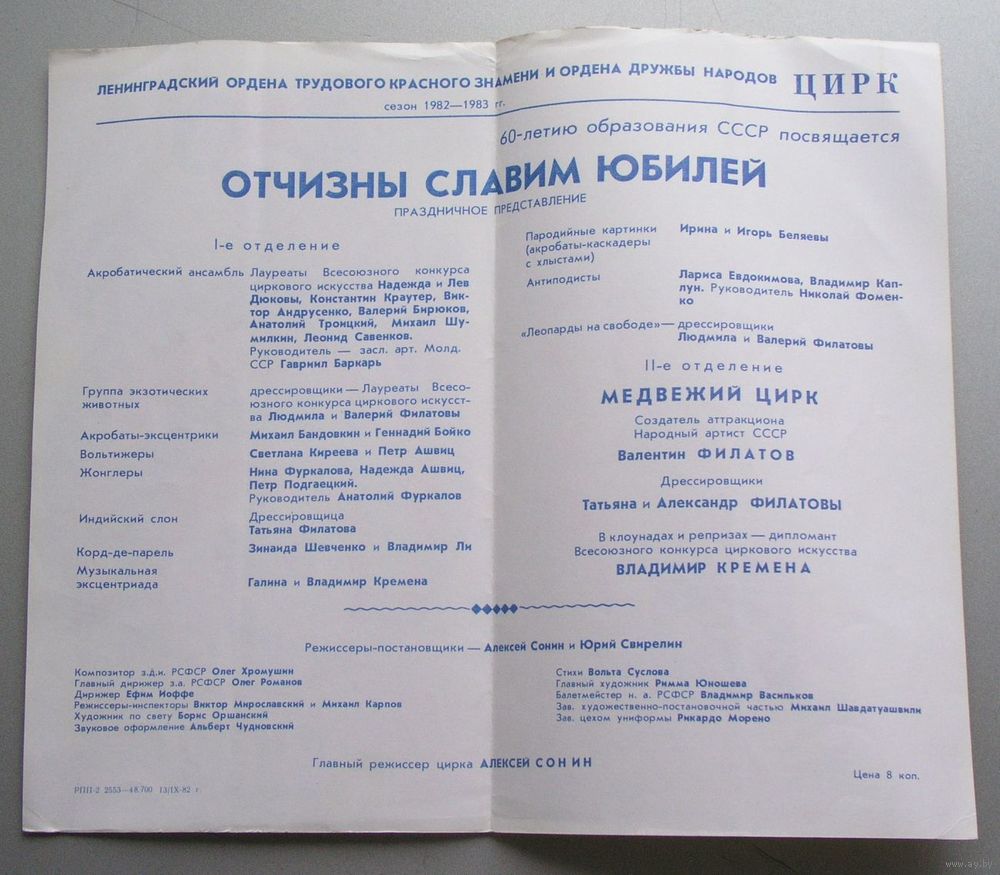 ЛЕНИНГРАДСКИЙ ОРДЕНА ТРУДОВОГО КРАСНОГО ЗНАМЕНИ И ОРДЕНА ДРУЖБЫ НАРОДОВ ЦИРК
сезон 1982—1983 гг.
60-летию образования СССР посвящается
ОТЧИЗНЫ СЛАВИМ ЮБИЛЕЙ
ПРАЗДНИЧНОЕ ПРЕДСТАВЛЕНИЕ
I-е отделение
Акробатический ансамбль Лауреаты Всесоюзного конкурса
циркового искусства Надежда и Лев
Дюковы, Константин Краутер, Вик-
тор Андрусенко, Валерий Бирюков,
Анатолий Троицкий, Михаил Шу-
милкин, Леонид Савенков.
Руководитель — засл. арт. Молд.
ССР Гавриил Баркарь
Группа экзотических дрессировщики — Лауреаты Всесо-
животных юзного конкурса циркового искусст-
ва Людмила и Валерий Филатовы
Акробаты-эксцентрики Михаил Бандовкин и Геннадий Бойко
Вольтижеры Светлана Киреева и Петр Ашвиц
Жонглеры Нина Фуркалова, Надежда Ашвиц,
Петр Подгаецкий.
Руководитель Анатолий Фуркалов
Индийский слон Дрессировщица
Татьяна Филатова
Корд-де-парель Зинаида Шевченко и Владимир Ли
Музыкальная
эксцентриада Галина и Владимир Кремена
Пародийные картинки Ирина и Игорь Беляевы
(акробаты-каскадеры
с хлыстами)
Антиподисты Лариса Евдокимова, Владимир Кап-
лун. Руководитель Николай Фомен-
ко
«Леопарды на свободе»— дрессировщики
Людмила и Валерий Филатовы
II-е отделение
МЕДВЕЖИЙ ЦИРК
Создатель аттракциона
Народный артист СССР
Валентин ФИЛАТОВ
Дрессировщики
Татьяна и Александр ФИЛАТОВЫ
В клоунадах и репризах — дипломант
Всесоюзного конкурса циркового искусства
ВЛАДИМИР КРЕМЕНА
Режиссеры-постановщики — Алексей Сонин и Юрий Свирелин
Композитор з.д.и. РСФСР Олег Хромушин
Главный дирижер з.а. РСФСР Олег Романов
Дирижер Ефим Иоффе
Режиссеры-инспекторы Виктор Мирославский и Михаил Карпов
Художник по свету Борис Оршанский
Звуковое оформление Альберт Чудновский
Стихи Вольта Суслова
Главный художник Римма Юношева
Балетмейстер н. а. РСФСР Владимир Васильков
Зав. художественно-постановочной частью Михаил Шавдатуашвили
Зав. цехом униформы Рикардо Морено
Главный режиссер цирка АЛЕКСЕЙ СОНИН
Цена 8 коп.
РПП-2 2553—48.700 13/IX-82 г.
www.ay.by